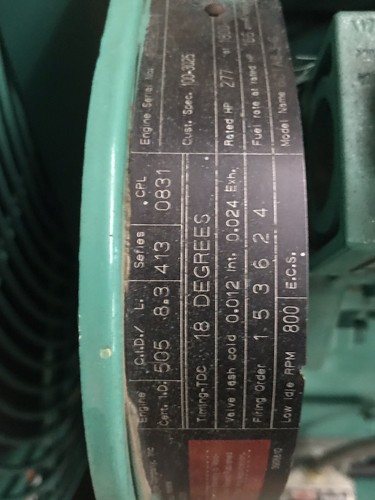 Engine C.I.D./ L. Series .CPL Engine Serial No.
Cert. I.D. 505 8.3 413 0831 Cust. Spec. 100-3025
Timing-TDC 18 DEGREES
Valve lash cold 0.012 Int. 0.024 Exh. Rated HP 277
Firing Order 1 5 3 6 2 4 Fuel rate at rated HP
Low Idle RPM 800 E.C.S. Model Name